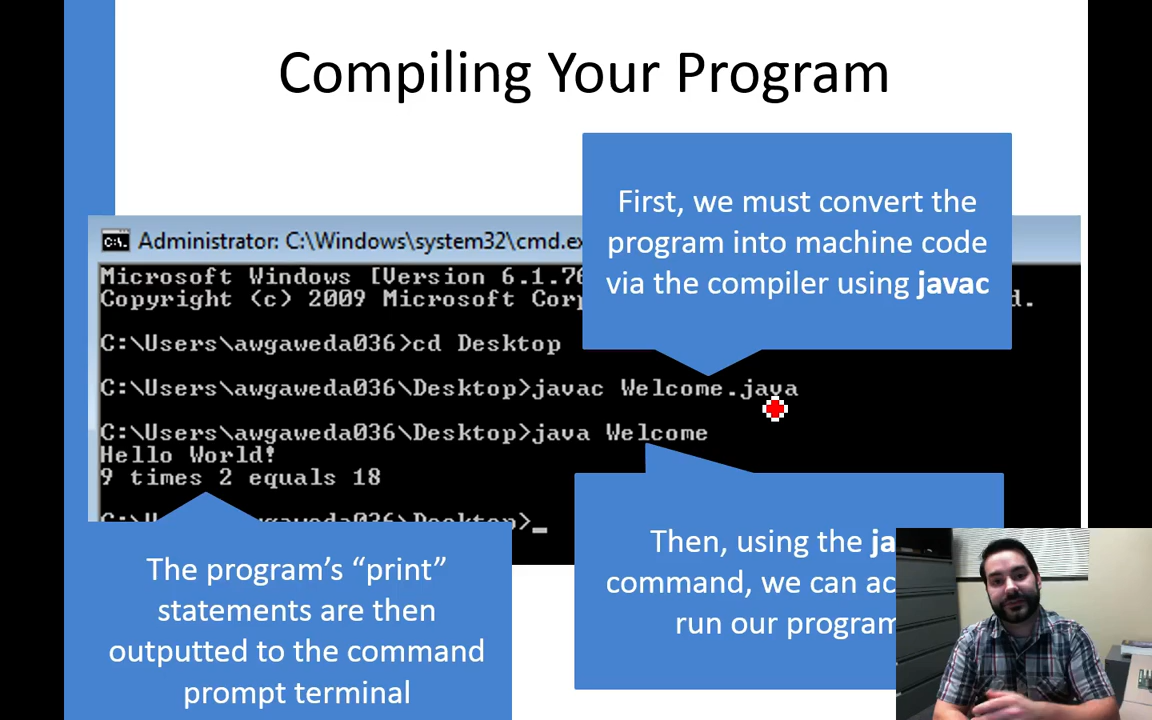 Compiling Your Program
First, we must convert the
program into machine code
via the compiler using javac
Administrator: C:\Windows\system32\cmd.ex
Microsoft Windows [Version 6.1.76
Copyright (c) 2009 Microsoft Corp
d.
C:\Users\awgaweda036>cd Desktop
C:\Users\awgaweda036\Desktop>javac Welcome.java
C:\Users\awgaweda036\Desktop>java Welcome
Hello World!
9 times 2 equals 18
C:\Users\awgaweda036\Desktop>_
The program’s “print”
statements are then
outputted to the command
prompt terminal
Then, using the ja
command, we can ac
run our program